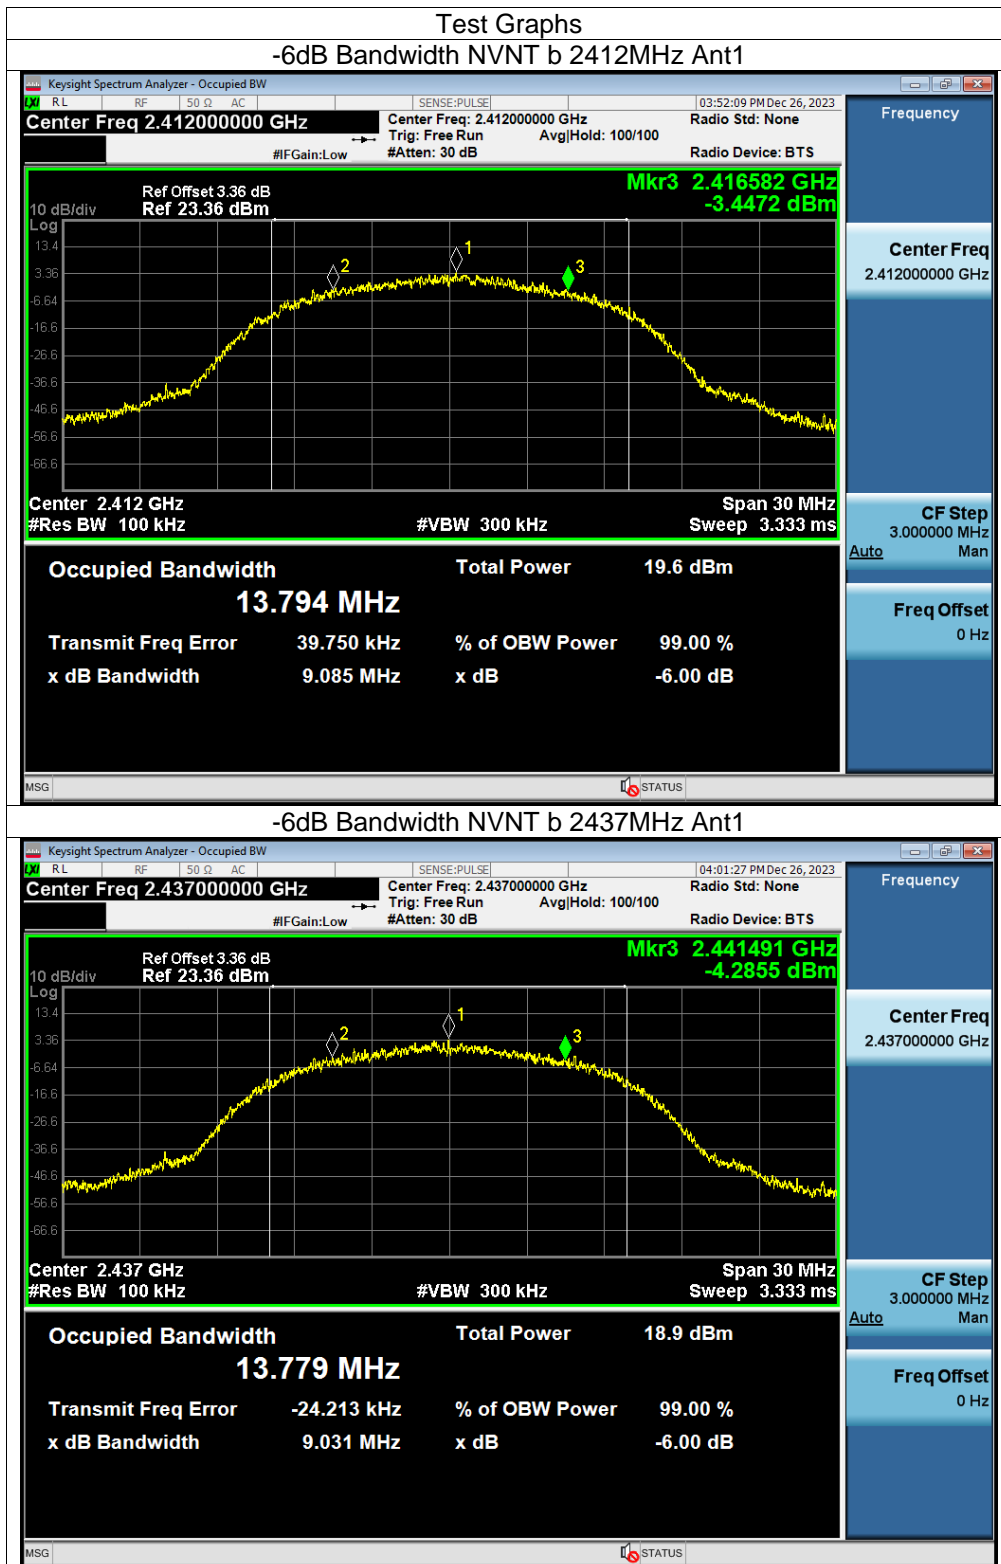 Test Graphs
-6dB Bandwidth NVNT b 2412MHz Ant1
Keysight Spectrum Analyzer - Occupied BW
LXI RL RF 50 Ω AC SENSE:PULSE 03:52:09 PM Dec 26, 2023
Center Freq 2.412000000 GHz Center Freq: 2.412000000 GHz Radio Std: None
Trig: Free Run Avg|Hold: 100/100
#IFGain:Low #Atten: 30 dB Radio Device: BTS
Frequency
Mkr3 2.416582 GHz
-3.4472 dBm
Ref Offset 3.36 dB
10 dB/div Ref 23.36 dBm
Log
13.4
3.36
-6.64
-16.6
-26.6
-36.6
-46.6
-56.6
-66.6
2
1
3
Center 2.412 GHz Span 30 MHz
#Res BW 100 kHz #VBW 300 kHz Sweep 3.333 ms
Occupied Bandwidth Total Power 19.6 dBm
13.794 MHz
Transmit Freq Error 39.750 kHz % of OBW Power 99.00 %
x dB Bandwidth 9.085 MHz x dB -6.00 dB
Center Freq
2.412000000 GHz
CF Step
3.000000 MHz
Auto Man
Freq Offset
0 Hz
MSG STATUS
-6dB Bandwidth NVNT b 2437MHz Ant1
Keysight Spectrum Analyzer - Occupied BW
LXI RL RF 50 Ω AC SENSE:PULSE 04:01:27 PM Dec 26, 2023
Center Freq 2.437000000 GHz Center Freq: 2.437000000 GHz Radio Std: None
Trig: Free Run Avg|Hold: 100/100
#IFGain:Low #Atten: 30 dB Radio Device: BTS
Frequency
Mkr3 2.441491 GHz
-4.2855 dBm
Ref Offset 3.36 dB
10 dB/div Ref 23.36 dBm
Log
13.4
3.36
-6.64
-16.6
-26.6
-36.6
-46.6
-56.6
-66.6
2
1
3
Center 2.437 GHz Span 30 MHz
#Res BW 100 kHz #VBW 300 kHz Sweep 3.333 ms
Occupied Bandwidth Total Power 18.9 dBm
13.779 MHz
Transmit Freq Error -24.213 kHz % of OBW Power 99.00 %
x dB Bandwidth 9.031 MHz x dB -6.00 dB
Center Freq
2.437000000 GHz
CF Step
3.000000 MHz
Auto Man
Freq Offset
0 Hz
MSG STATUS